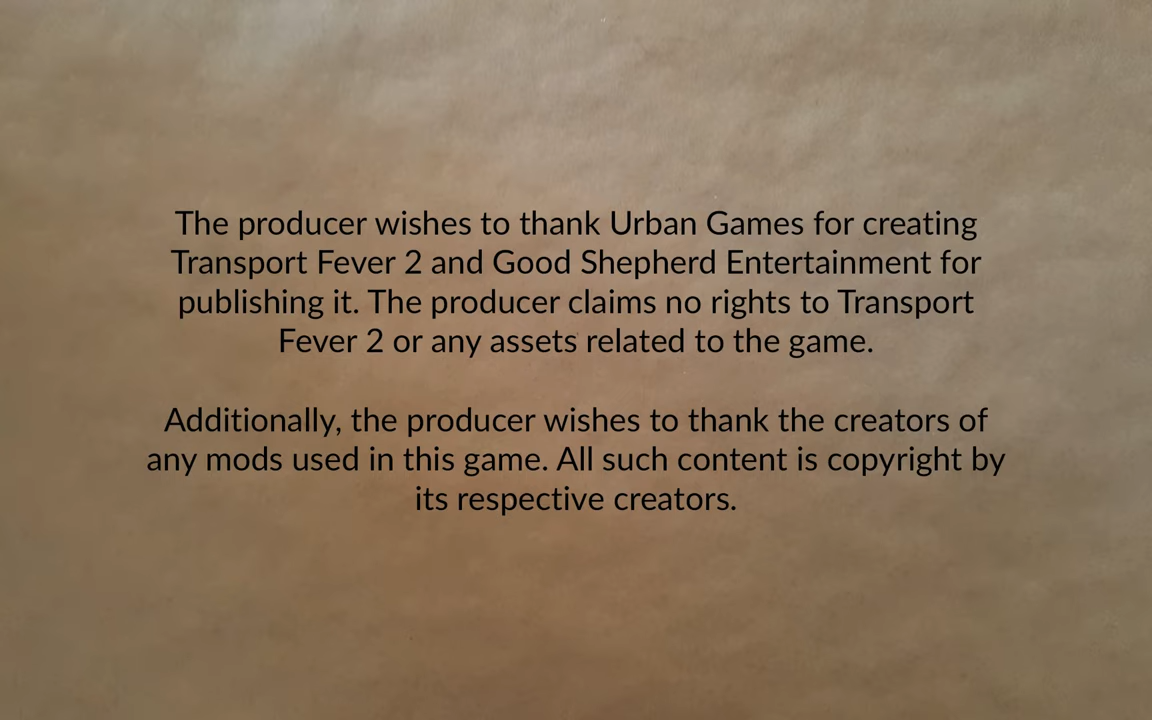 The producer wishes to thank Urban Games for creating
Transport Fever 2 and Good Shepherd Entertainment for
publishing it. The producer claims no rights to Transport
Fever 2 or any assets related to the game.
Additionally, the producer wishes to thank the creators of
any mods used in this game. All such content is copyright by
its respective creators.